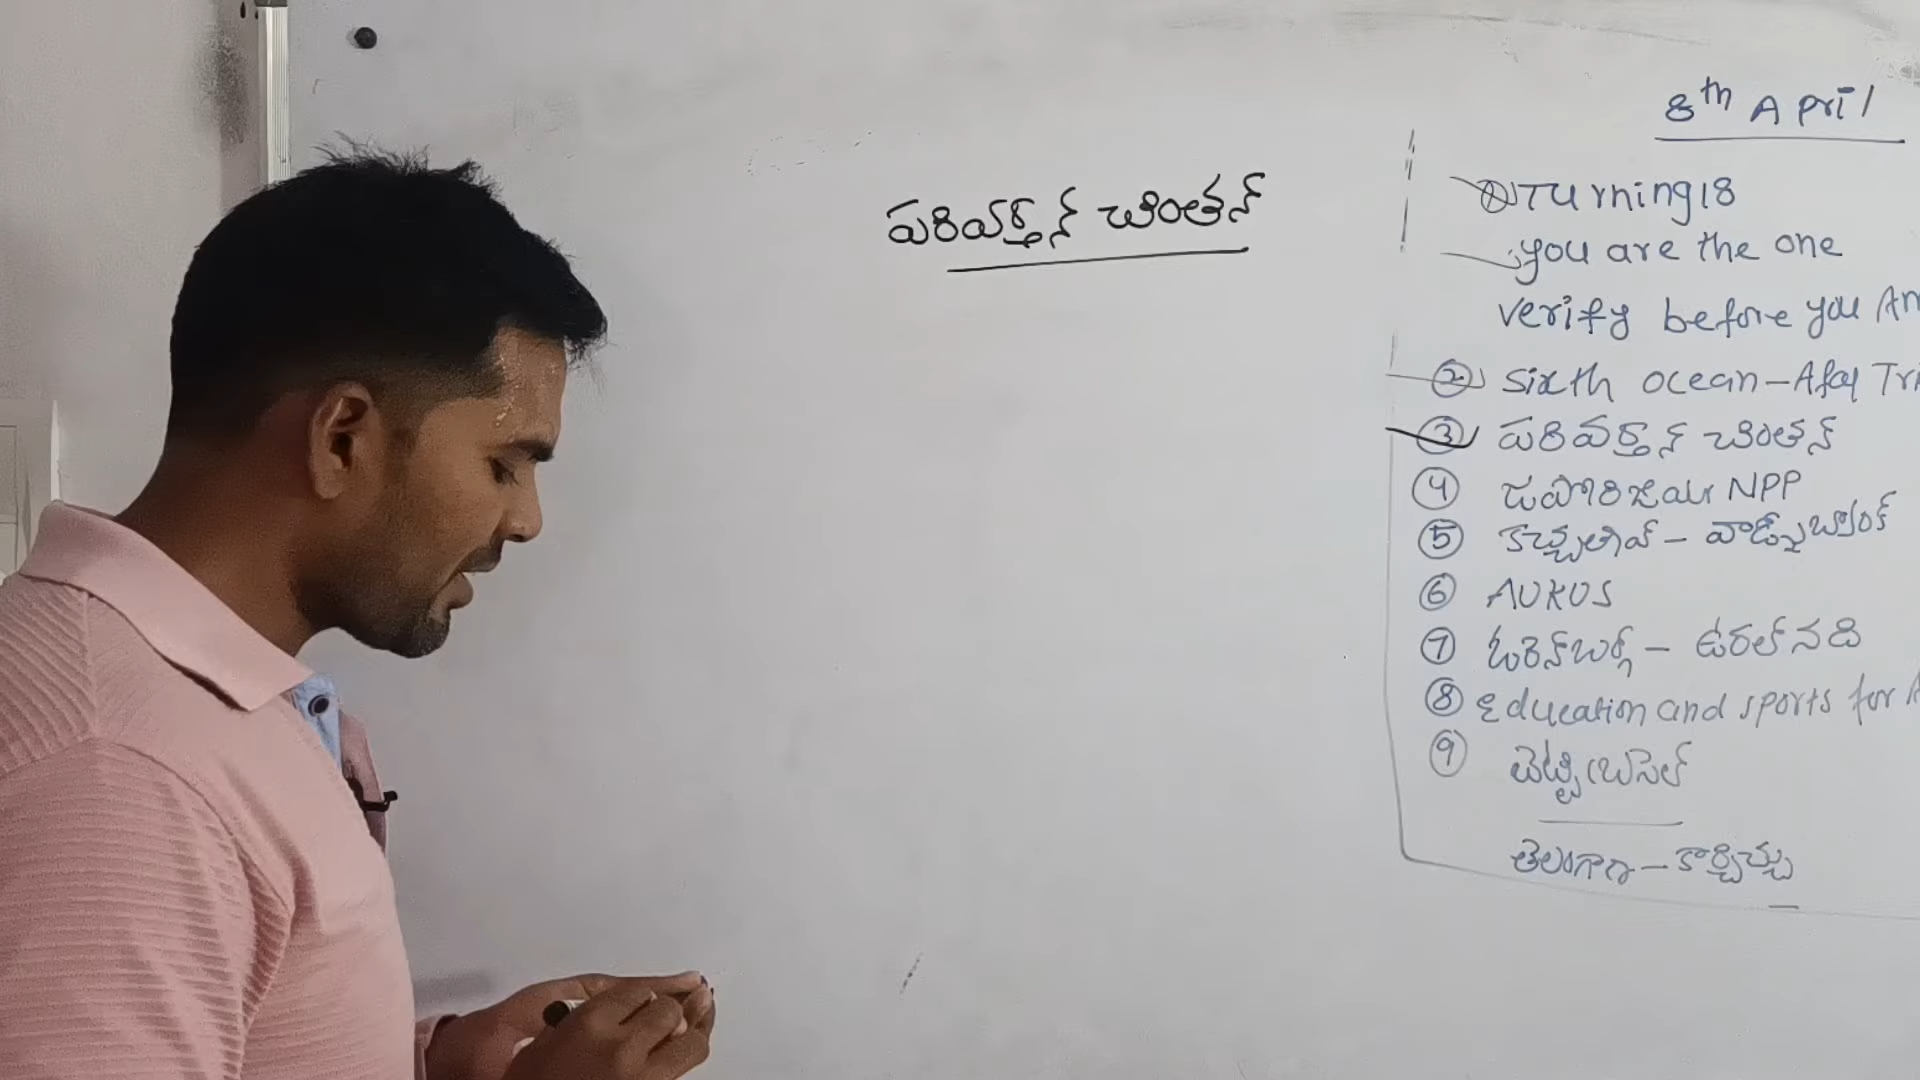 పరివర్తన్ చింతన్
8th April
① Turning 18
you are the one
verify before you
② Sixth ocean - Afar
③ పరివర్తన్ చింతన్
④ జపోరిజియా NPP
⑤ కచ్చతీవ్ - వాడ్జ్ బ్యాంక్
⑥ AUKUS
⑦ ఓరెన్‌బర్గ్ - ఉరల్ నది
⑧ Education and sports for
⑨
తెలంగాణ - కార్చిచ్చు